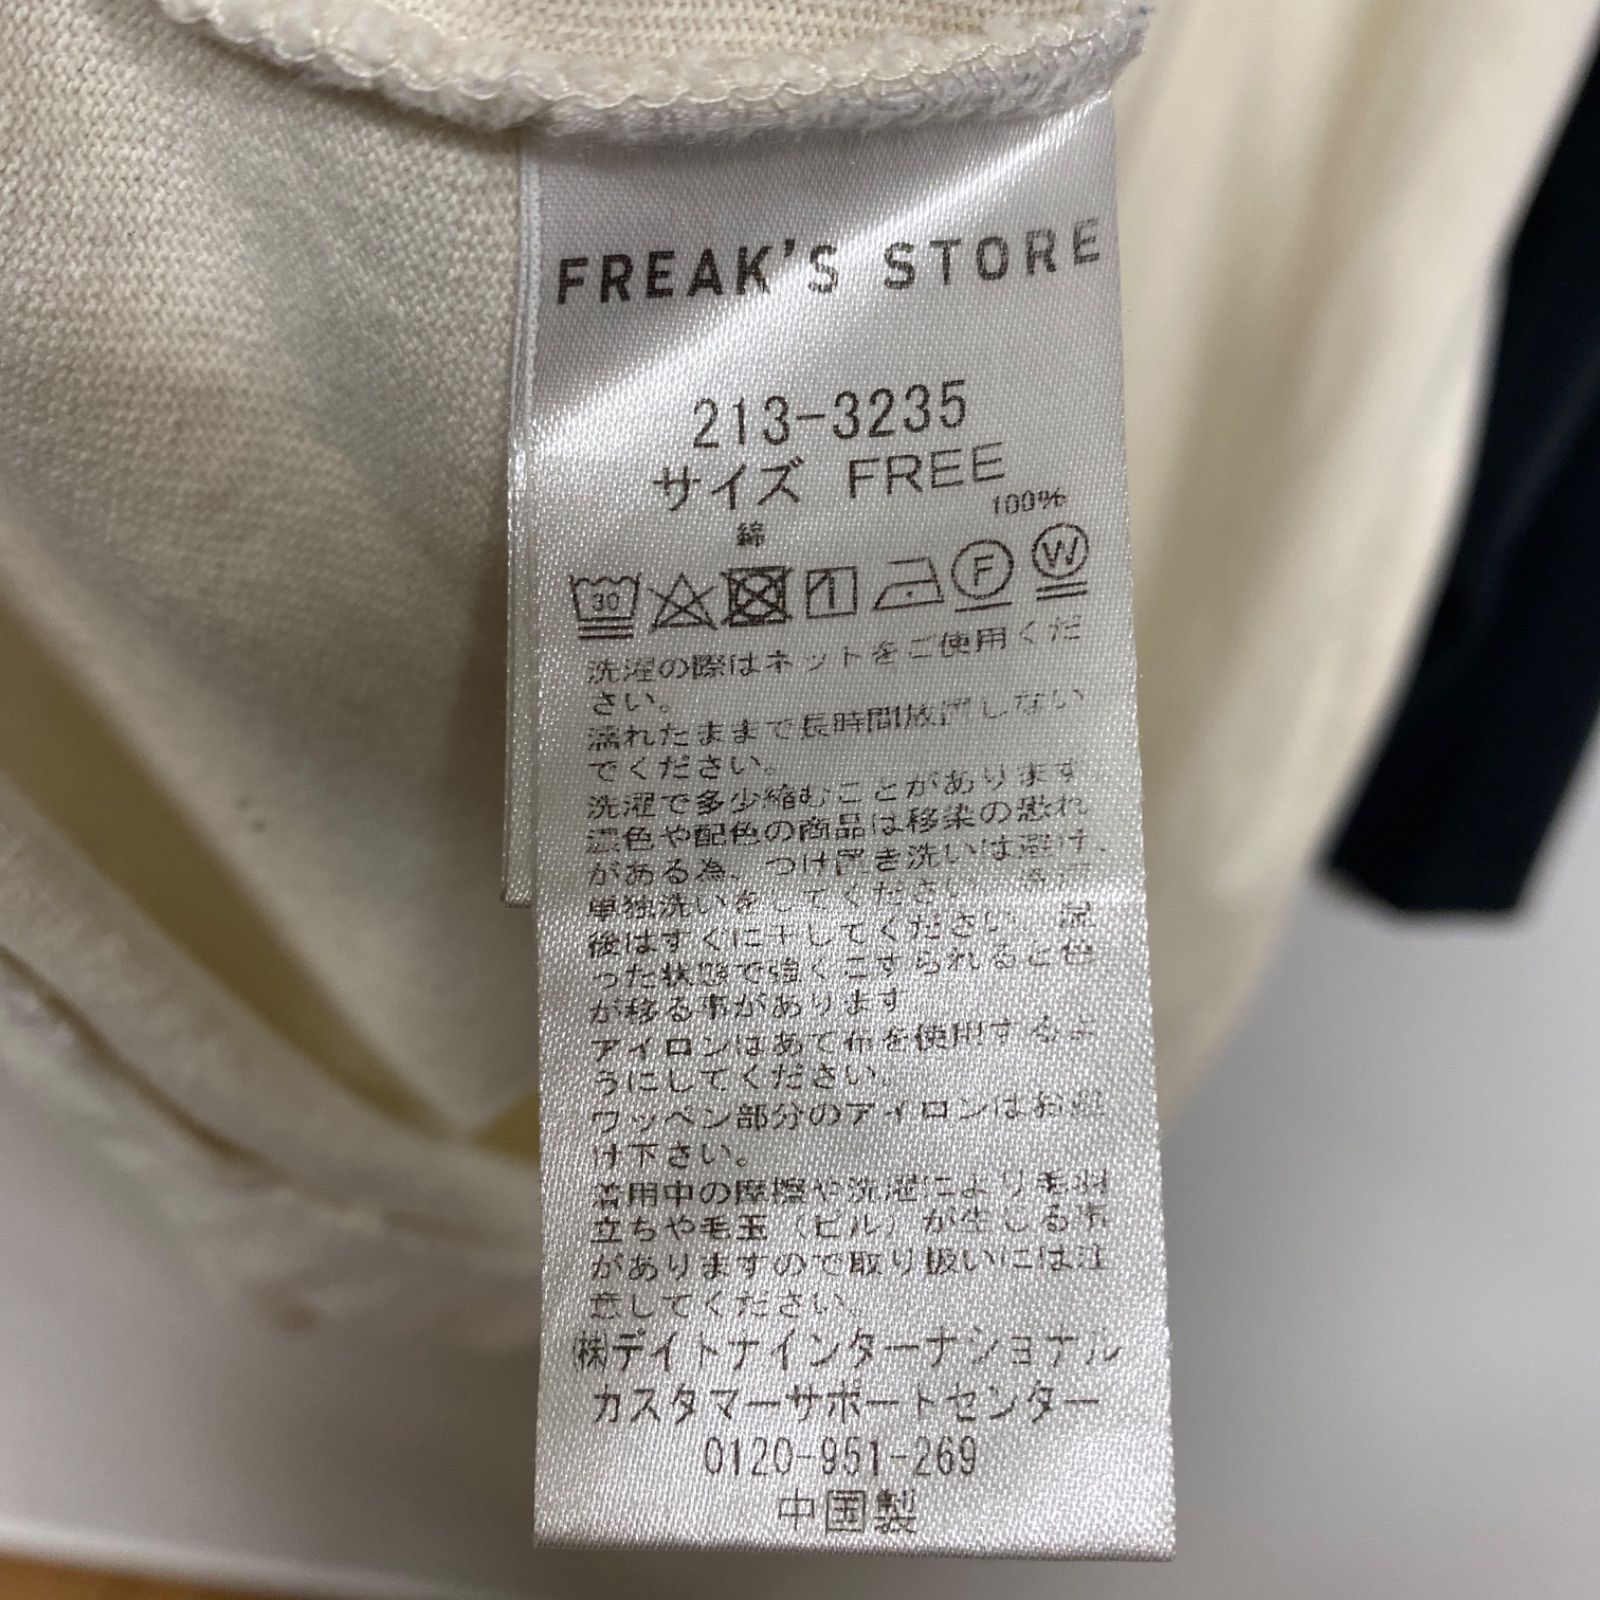 FREAK'S STORE
213-3235
サイズ FREE
綿 100%
30 F W
洗濯の際はネットをご使用くだ
さい。
濡れたままで長時間放置しない
でください。
洗濯で多少縮むことがあります
濃色や配色の商品は移染の恐れ
がある為、つけ置き洗いは避け、
単独洗いをしてください。洗濯
後はすぐに干してください。湿
った状態で強くこすられると色
が移る事があります
アイロンはあて布を使用するよ
うにしてください。
ワッペン部分のアイロンはお避
け下さい。
着用中の摩擦や洗濯により毛羽
立ちや毛玉(ピル)が生じる事
がありますので取り扱いには注
意してください。
(株)デイトナインターナショナル
カスタマーサポートセンター
0120-951-269
中国製